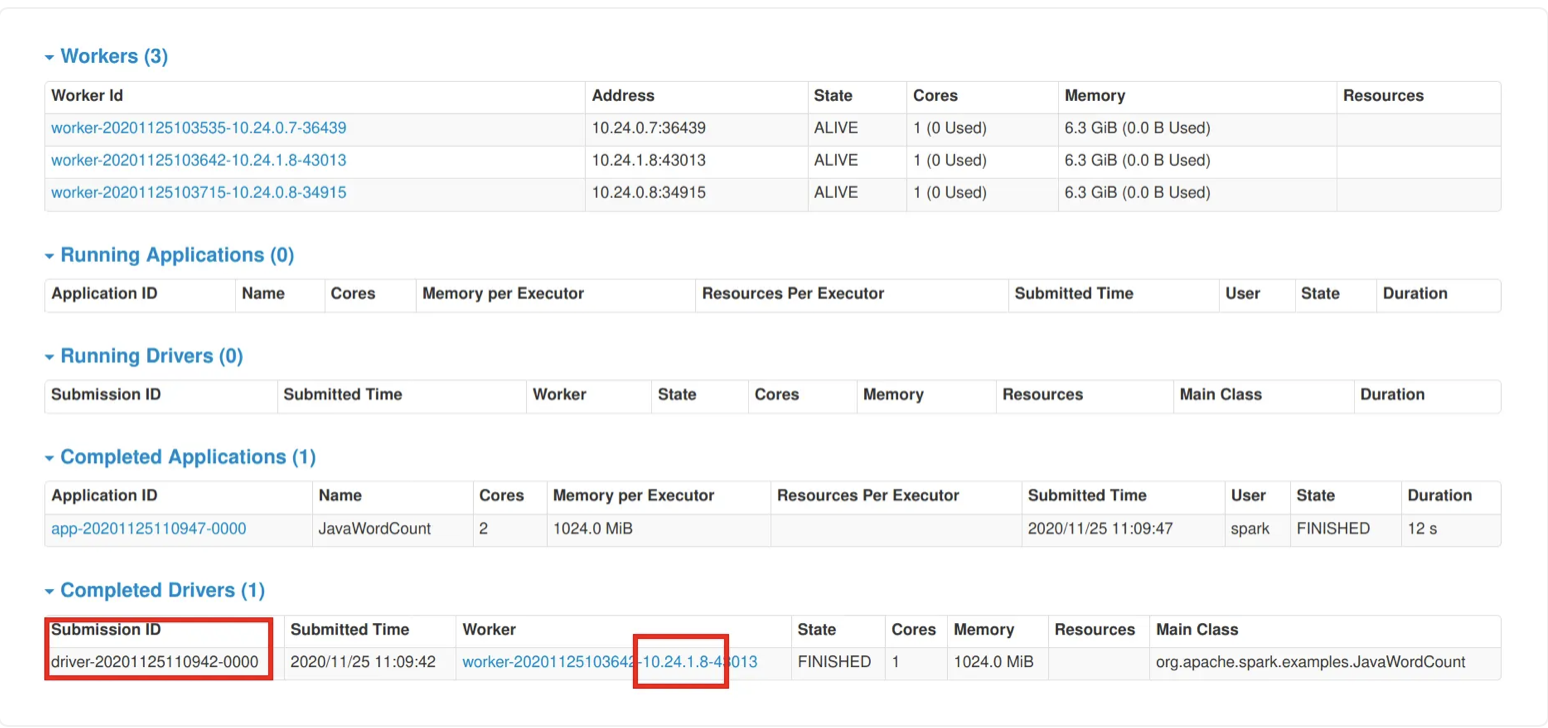 Workers (3)
Worker Id Address State Cores Memory Resources
worker-20201125103535-10.24.0.7-36439 10.24.0.7:36439 ALIVE 1 (0 Used) 6.3 GiB (0.0 B Used)
worker-20201125103642-10.24.1.8-43013 10.24.1.8:43013 ALIVE 1 (0 Used) 6.3 GiB (0.0 B Used)
worker-20201125103715-10.24.0.8-34915 10.24.0.8:34915 ALIVE 1 (0 Used) 6.3 GiB (0.0 B Used)
Running Applications (0)
Application ID Name Cores Memory per Executor Resources Per Executor Submitted Time User State Duration
Running Drivers (0)
Submission ID Submitted Time Worker State Cores Memory Resources Main Class Duration
Completed Applications (1)
Application ID Name Cores Memory per Executor Resources Per Executor Submitted Time User State Duration
app-20201125110947-0000 JavaWordCount 2 1024.0 MiB 2020/11/25 11:09:47 spark FINISHED 12 s
Completed Drivers (1)
Submission ID Submitted Time Worker State Cores Memory Resources Main Class
driver-20201125110942-0000 2020/11/25 11:09:42 worker-20201125103642-10.24.1.8-43013 FINISHED 1 1024.0 MiB org.apache.spark.examples.JavaWordCount